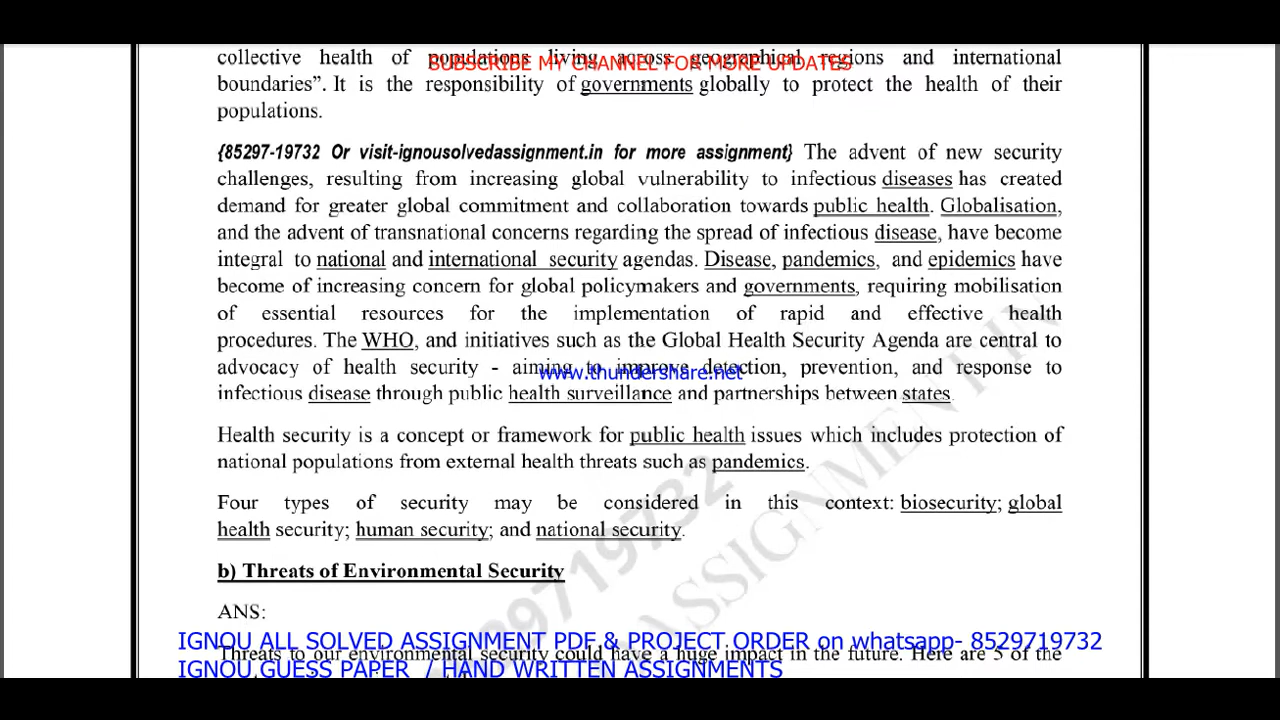 collective health of populations living across geographical regions and international
SUBSCRIBE MY CHANNEL FOR MORE UPDATES
boundaries”. It is the responsibility of governments globally to protect the health of their
populations.
{85297-19732 Or visit-ignousolvedassignment.in for more assignment} The advent of new security
challenges, resulting from increasing global vulnerability to infectious diseases has created
demand for greater global commitment and collaboration towards public health. Globalisation,
and the advent of transnational concerns regarding the spread of infectious disease, have become
integral to national and international security agendas. Disease, pandemics, and epidemics have
become of increasing concern for global policymakers and governments, requiring mobilisation
of essential resources for the implementation of rapid and effective health
procedures. The WHO, and initiatives such as the Global Health Security Agenda are central to
advocacy of health security - aiming to improve detection, prevention, and response to
www.thundershare.net
infectious disease through public health surveillance and partnerships between states.
Health security is a concept or framework for public health issues which includes protection of
national populations from external health threats such as pandemics.
Four types of security may be considered in this context: biosecurity; global
health security; human security; and national security.
b) Threats of Environmental Security
ANS:
IGNOU ALL SOLVED ASSIGNMENT PDF & PROJECT ORDER on whatsapp- 8529719732
Threats to our environmental security could have a huge impact in the future. Here are 5 of the
IGNOU GUESS PAPER / HAND WRITTEN ASSIGNMENTS